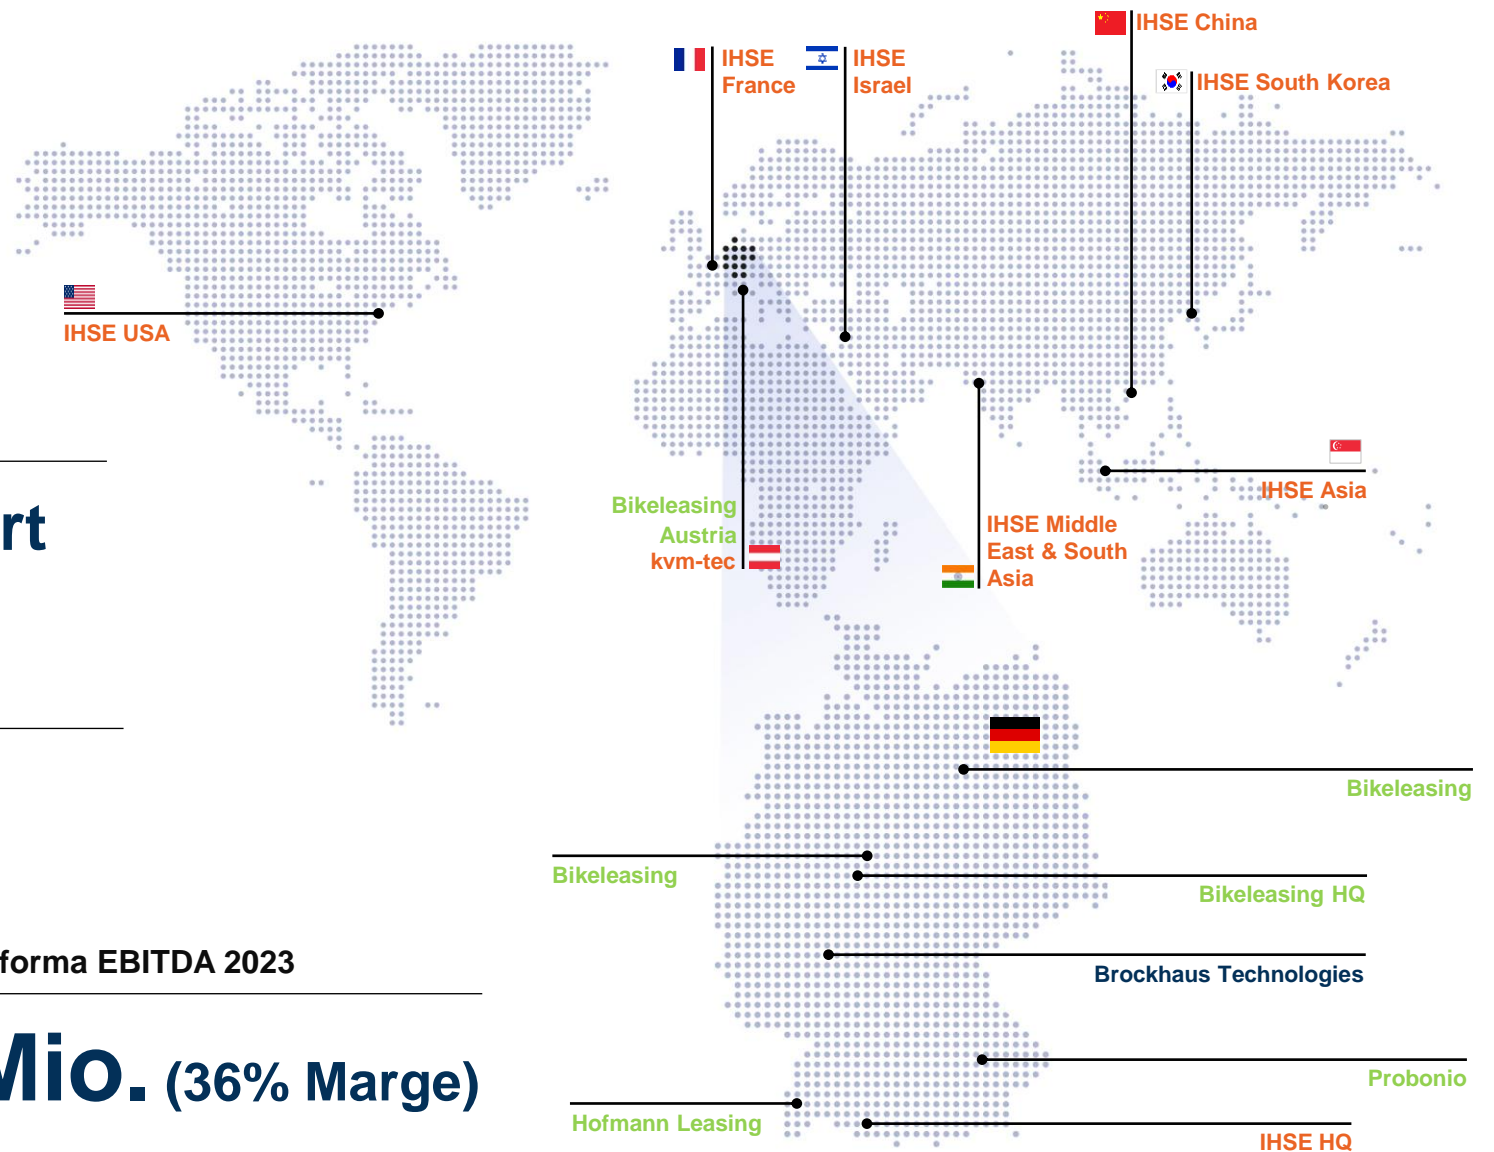 IHSE China
IHSE
France
IHSE
Israel
IHSE South Korea
IHSE USA
IHSE Asia
Bikeleasing
Austria
kvm-tec
IHSE Middle
East & South
Asia
rt
Bikeleasing
Bikeleasing
Bikeleasing HQ
forma EBITDA 2023
Brockhaus Technologies
Mio. (36% Marge)
Probonio
Hofmann Leasing
IHSE HQ